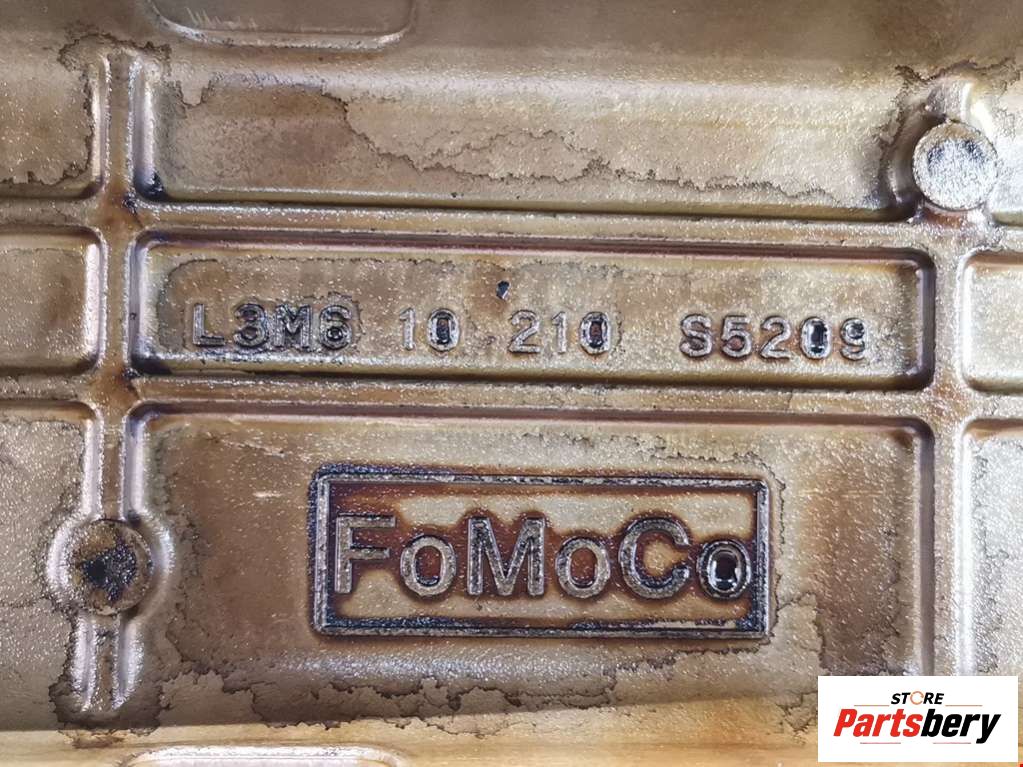 L3M6 10 210 S5209
FoMoCo
STORE
Partsbery